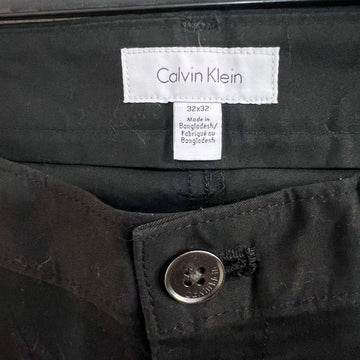 Calvin Klein
32x32
Made in
Bangladesh/
Fabriqué au
Bangladesh